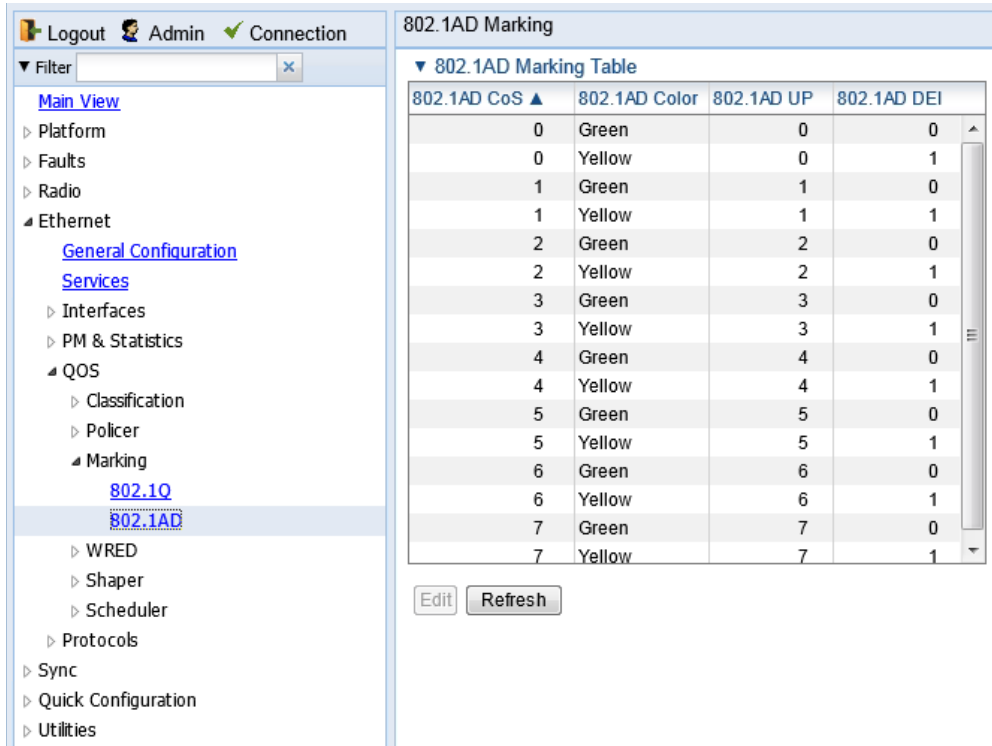 Logout Admin Connection
Filter
Main View
Platform
Faults
Radio
Ethernet
General Configuration
Services
Interfaces
PM & Statistics
QOS
Classification
Policer
Marking
802.1Q
802.1AD
WRED
Shaper
Scheduler
Protocols
Sync
Quick Configuration
Utilities
802.1AD Marking
802.1AD Marking Table
802.1AD CoS ▲ 802.1AD Color 802.1AD UP 802.1AD DEI
0 Green 0 0
0 Yellow 0 1
1 Green 1 0
1 Yellow 1 1
2 Green 2 0
2 Yellow 2 1
3 Green 3 0
3 Yellow 3 1
4 Green 4 0
4 Yellow 4 1
5 Green 5 0
5 Yellow 5 1
6 Green 6 0
6 Yellow 6 1
7 Green 7 0
7 Yellow 7 1
Edit Refresh